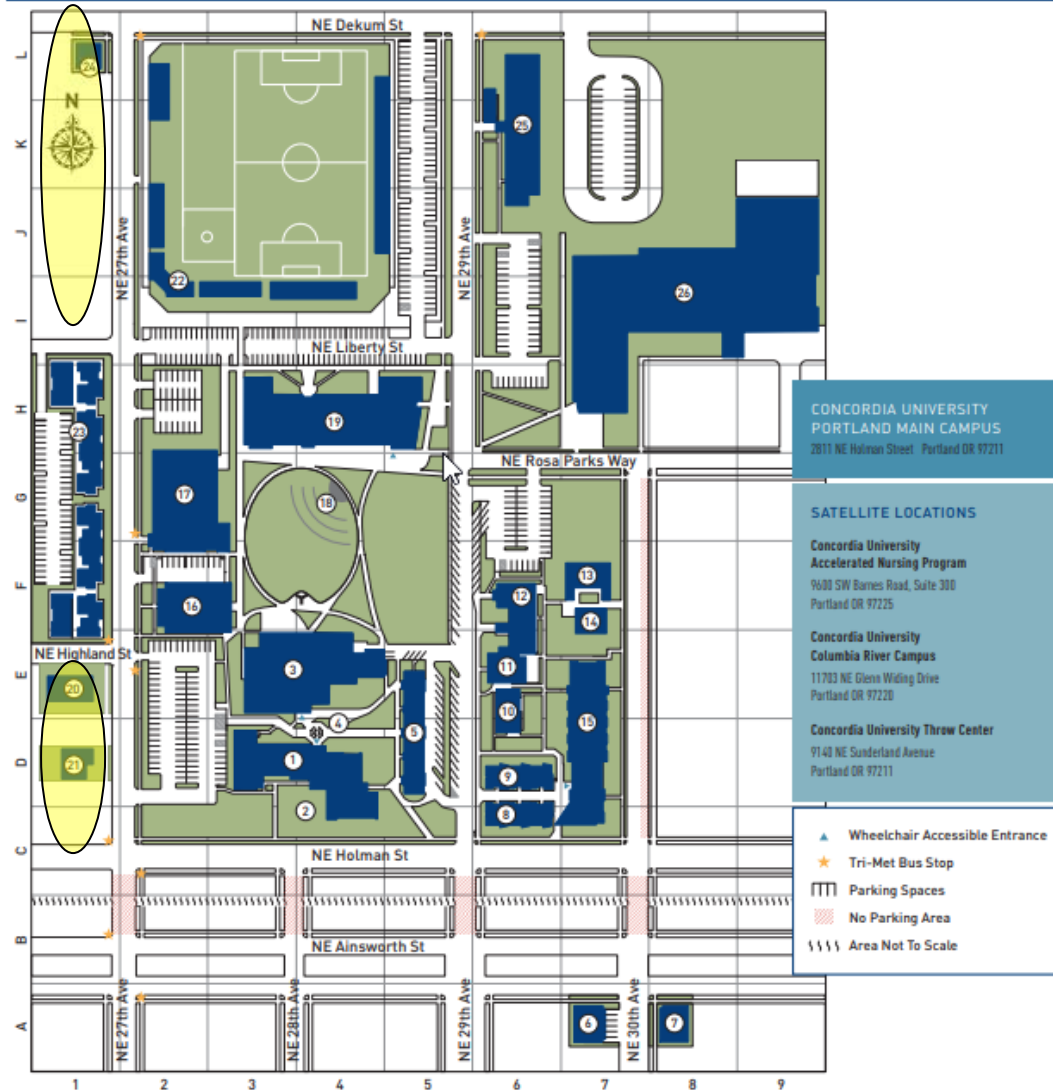 NE Dekum St
L
24
N
K
25
J
NE 27th Ave
NE 29th Ave
22
26
I
NE Liberty St
H
23
19
CONCORDIA UNIVERSITY
PORTLAND MAIN CAMPUS
2811 NE Holman Street Portland OR 97211
NE Rosa Parks Way
G
17
18
SATELLITE LOCATIONS
Concordia University
Accelerated Nursing Program
9600 SW Barnes Road, Suite 300
Portland OR 97225
Concordia University
Columbia River Campus
11703 NE Glenn Widing Drive
Portland OR 97220
Concordia University Throw Center
9140 NE Sunderland Avenue
Portland OR 97211
F
16
12
13
14
NE Highland St
E
20
3
11
10
15
4
5
D
21
1
9
2
8
C
NE Holman St
Wheelchair Accessible Entrance
Tri-Met Bus Stop
Parking Spaces
No Parking Area
Area Not To Scale
B
NE Ainsworth St
A
NE 27th Ave
NE 28th Ave
NE 29th Ave
NE 30th Ave
6
7
1 2 3 4 5 6 7 8 9